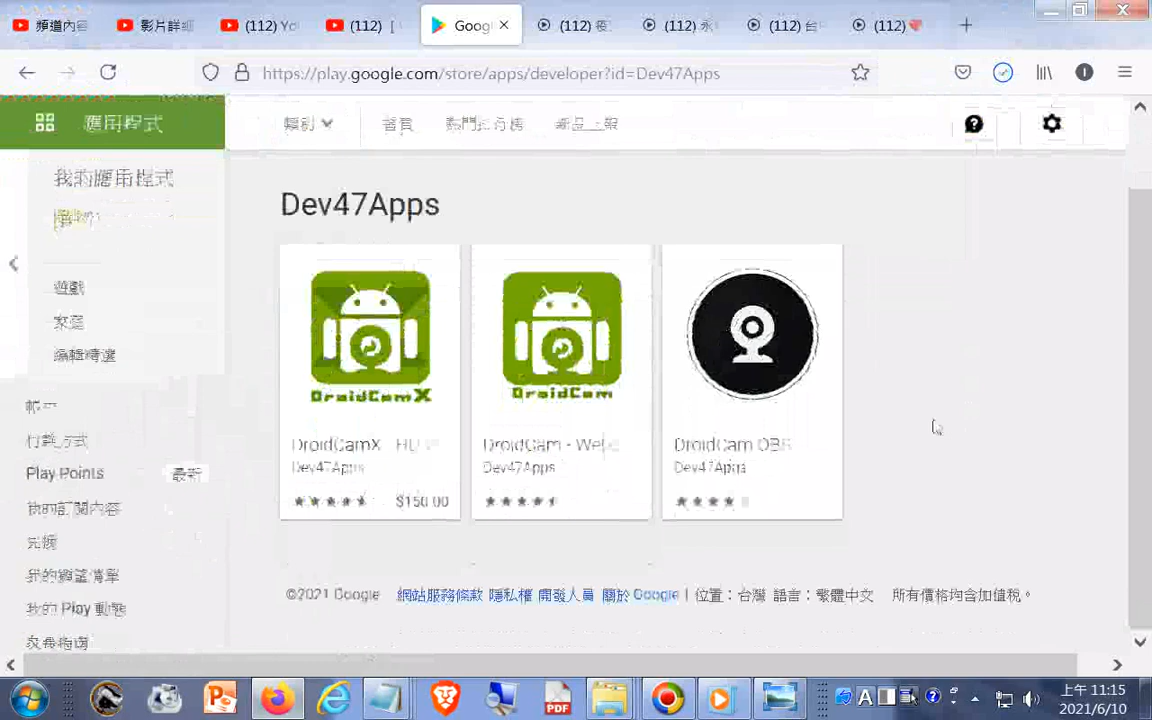 頻道內容
影片詳細
(112) Yo
(112) [
Goog
(112) 疫
(112) 永
(112) 台
(112)
https://play.google.com/store/apps/developer?id=Dev47Apps
應用程式
類別
首頁
熱門排行榜
新品上架
我的應用程式
遊戲
家庭
編輯精選
帳戶
付款方式
Play Points
最新
我的訂閱內容
兌換
我的願望清單
我的 Play 動態
Dev47Apps
DroidCamX
DroidCamX - HD W
Dev47Apps
$150.00
DroidCam
DroidCam - Webc
Dev47Apps
DroidCam OBS
Dev47Apps
©2021 Google 網站服務條款 隱私權 開發人員 關於 Google | 位置：台灣 語言：繁體中文 所有價格均含加值稅。
PDF
A
上午 11:15
2021/6/10